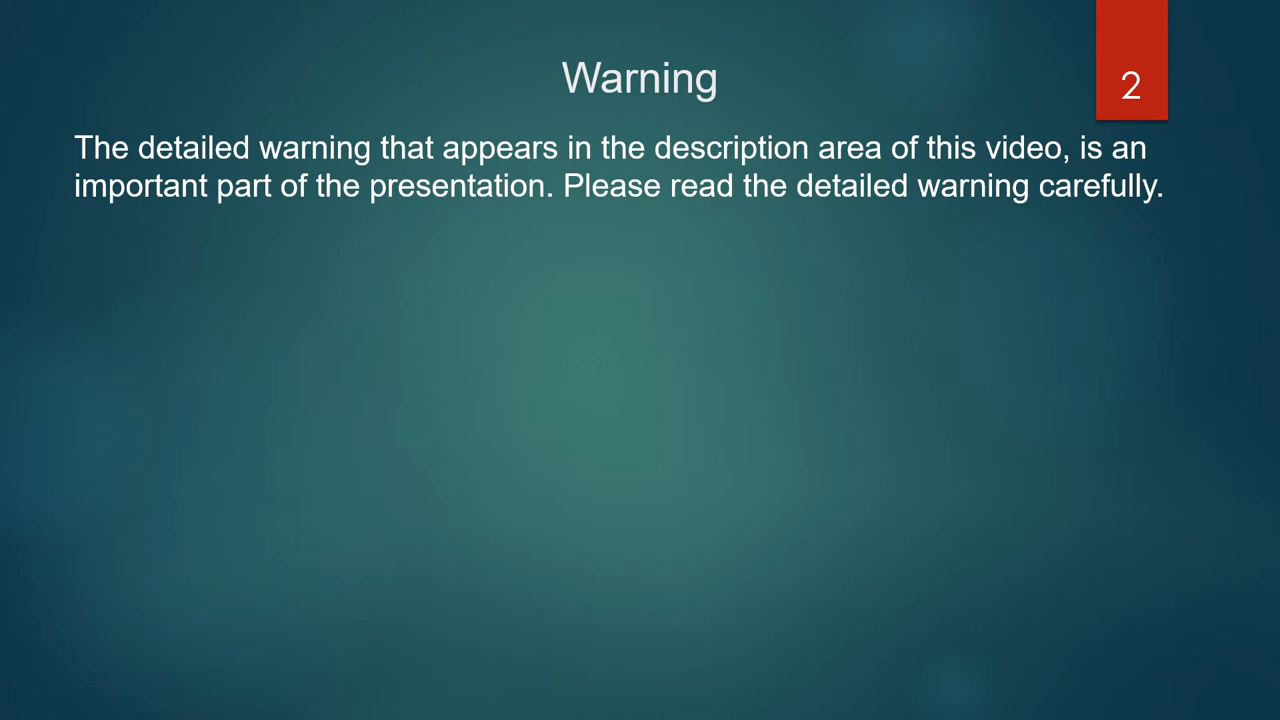 Warning
2
The detailed warning that appears in the description area of this video, is an
important part of the presentation. Please read the detailed warning carefully.